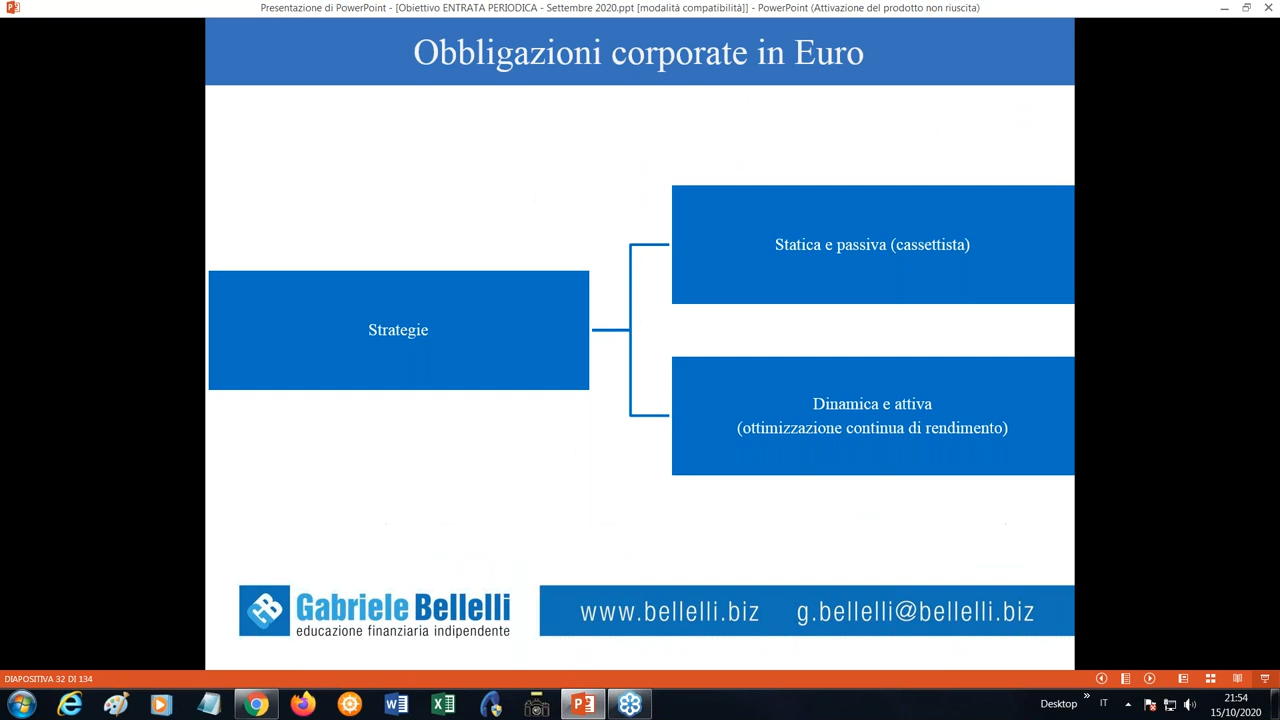 Presentazione di PowerPoint - [Obiettivo ENTRATA PERIODICA - Settembre 2020.ppt [modalità compatibilità]] - PowerPoint (Attivazione del prodotto non riuscita)
Obbligazioni corporate in Euro
Statica e passiva (cassettista)
Strategie
Dinamica e attiva
(ottimizzazione continua di rendimento)
Gabriele Bellelli
educazione finanziaria indipendente
www.bellelli.biz g.bellelli@bellelli.biz
DIAPOSITIVA 32 DI 134
Desktop
IT
21:54
15/10/2020